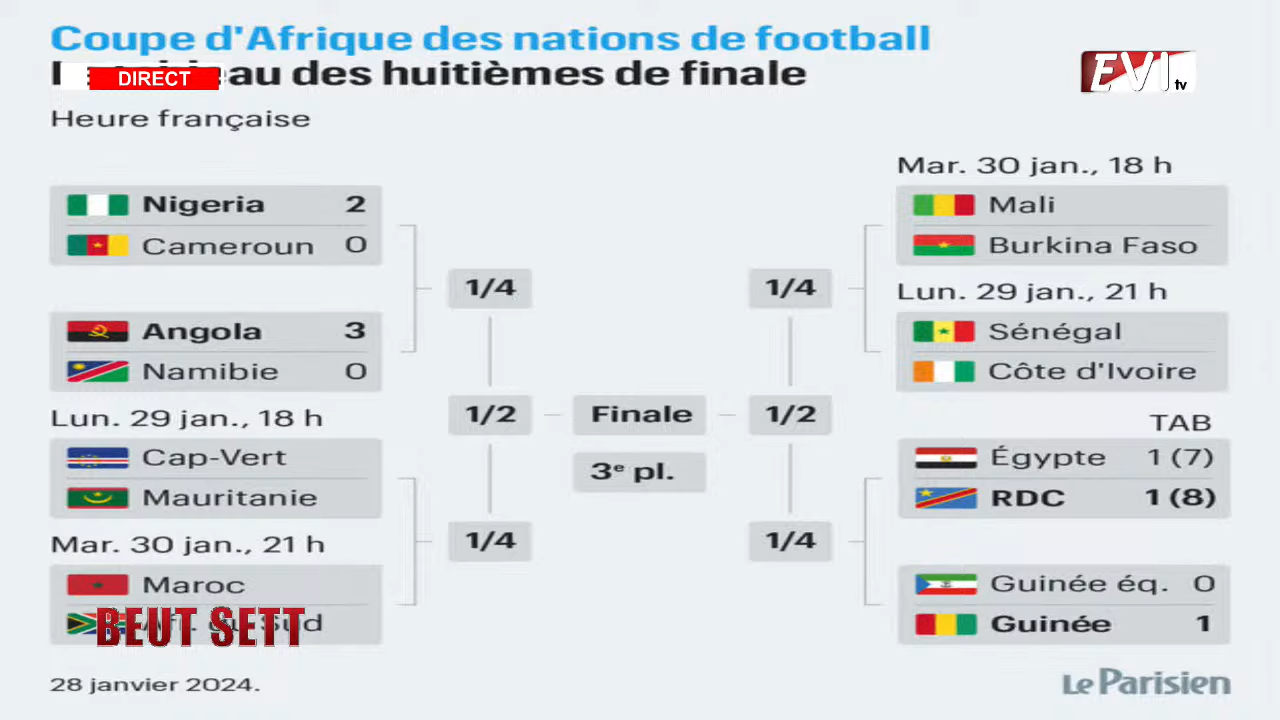 Coupe d'Afrique des nations de football
des huitièmes de finale
DIRECT
EVI tv
Heure française
Nigeria 2
Cameroun 0
Angola 3
Namibie 0
Lun. 29 jan., 18 h
Cap-Vert
Mauritanie
Mar. 30 jan., 21 h
Maroc
Sud
BEUT SETT
1/4
1/2
1/4
Finale
3e pl.
1/4
1/2
1/4
Mar. 30 jan., 18 h
Mali
Burkina Faso
Lun. 29 jan., 21 h
Sénégal
Côte d'Ivoire
TAB
Égypte 1 (7)
RDC 1 (8)
Guinée éq. 0
Guinée 1
28 janvier 2024.
Le Parisien